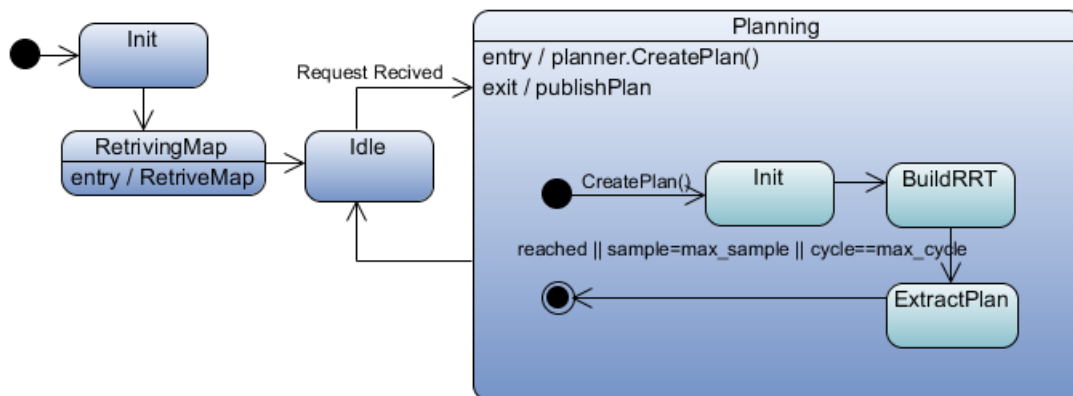 Init
RetrivingMap
entry / RetriveMap
Idle
Request Recived
Planning
entry / planner.CreatePlan()
exit / publishPlan
CreatePlan()
Init
BuildRRT
reached || sample=max_sample || cycle==max_cycle
ExtractPlan